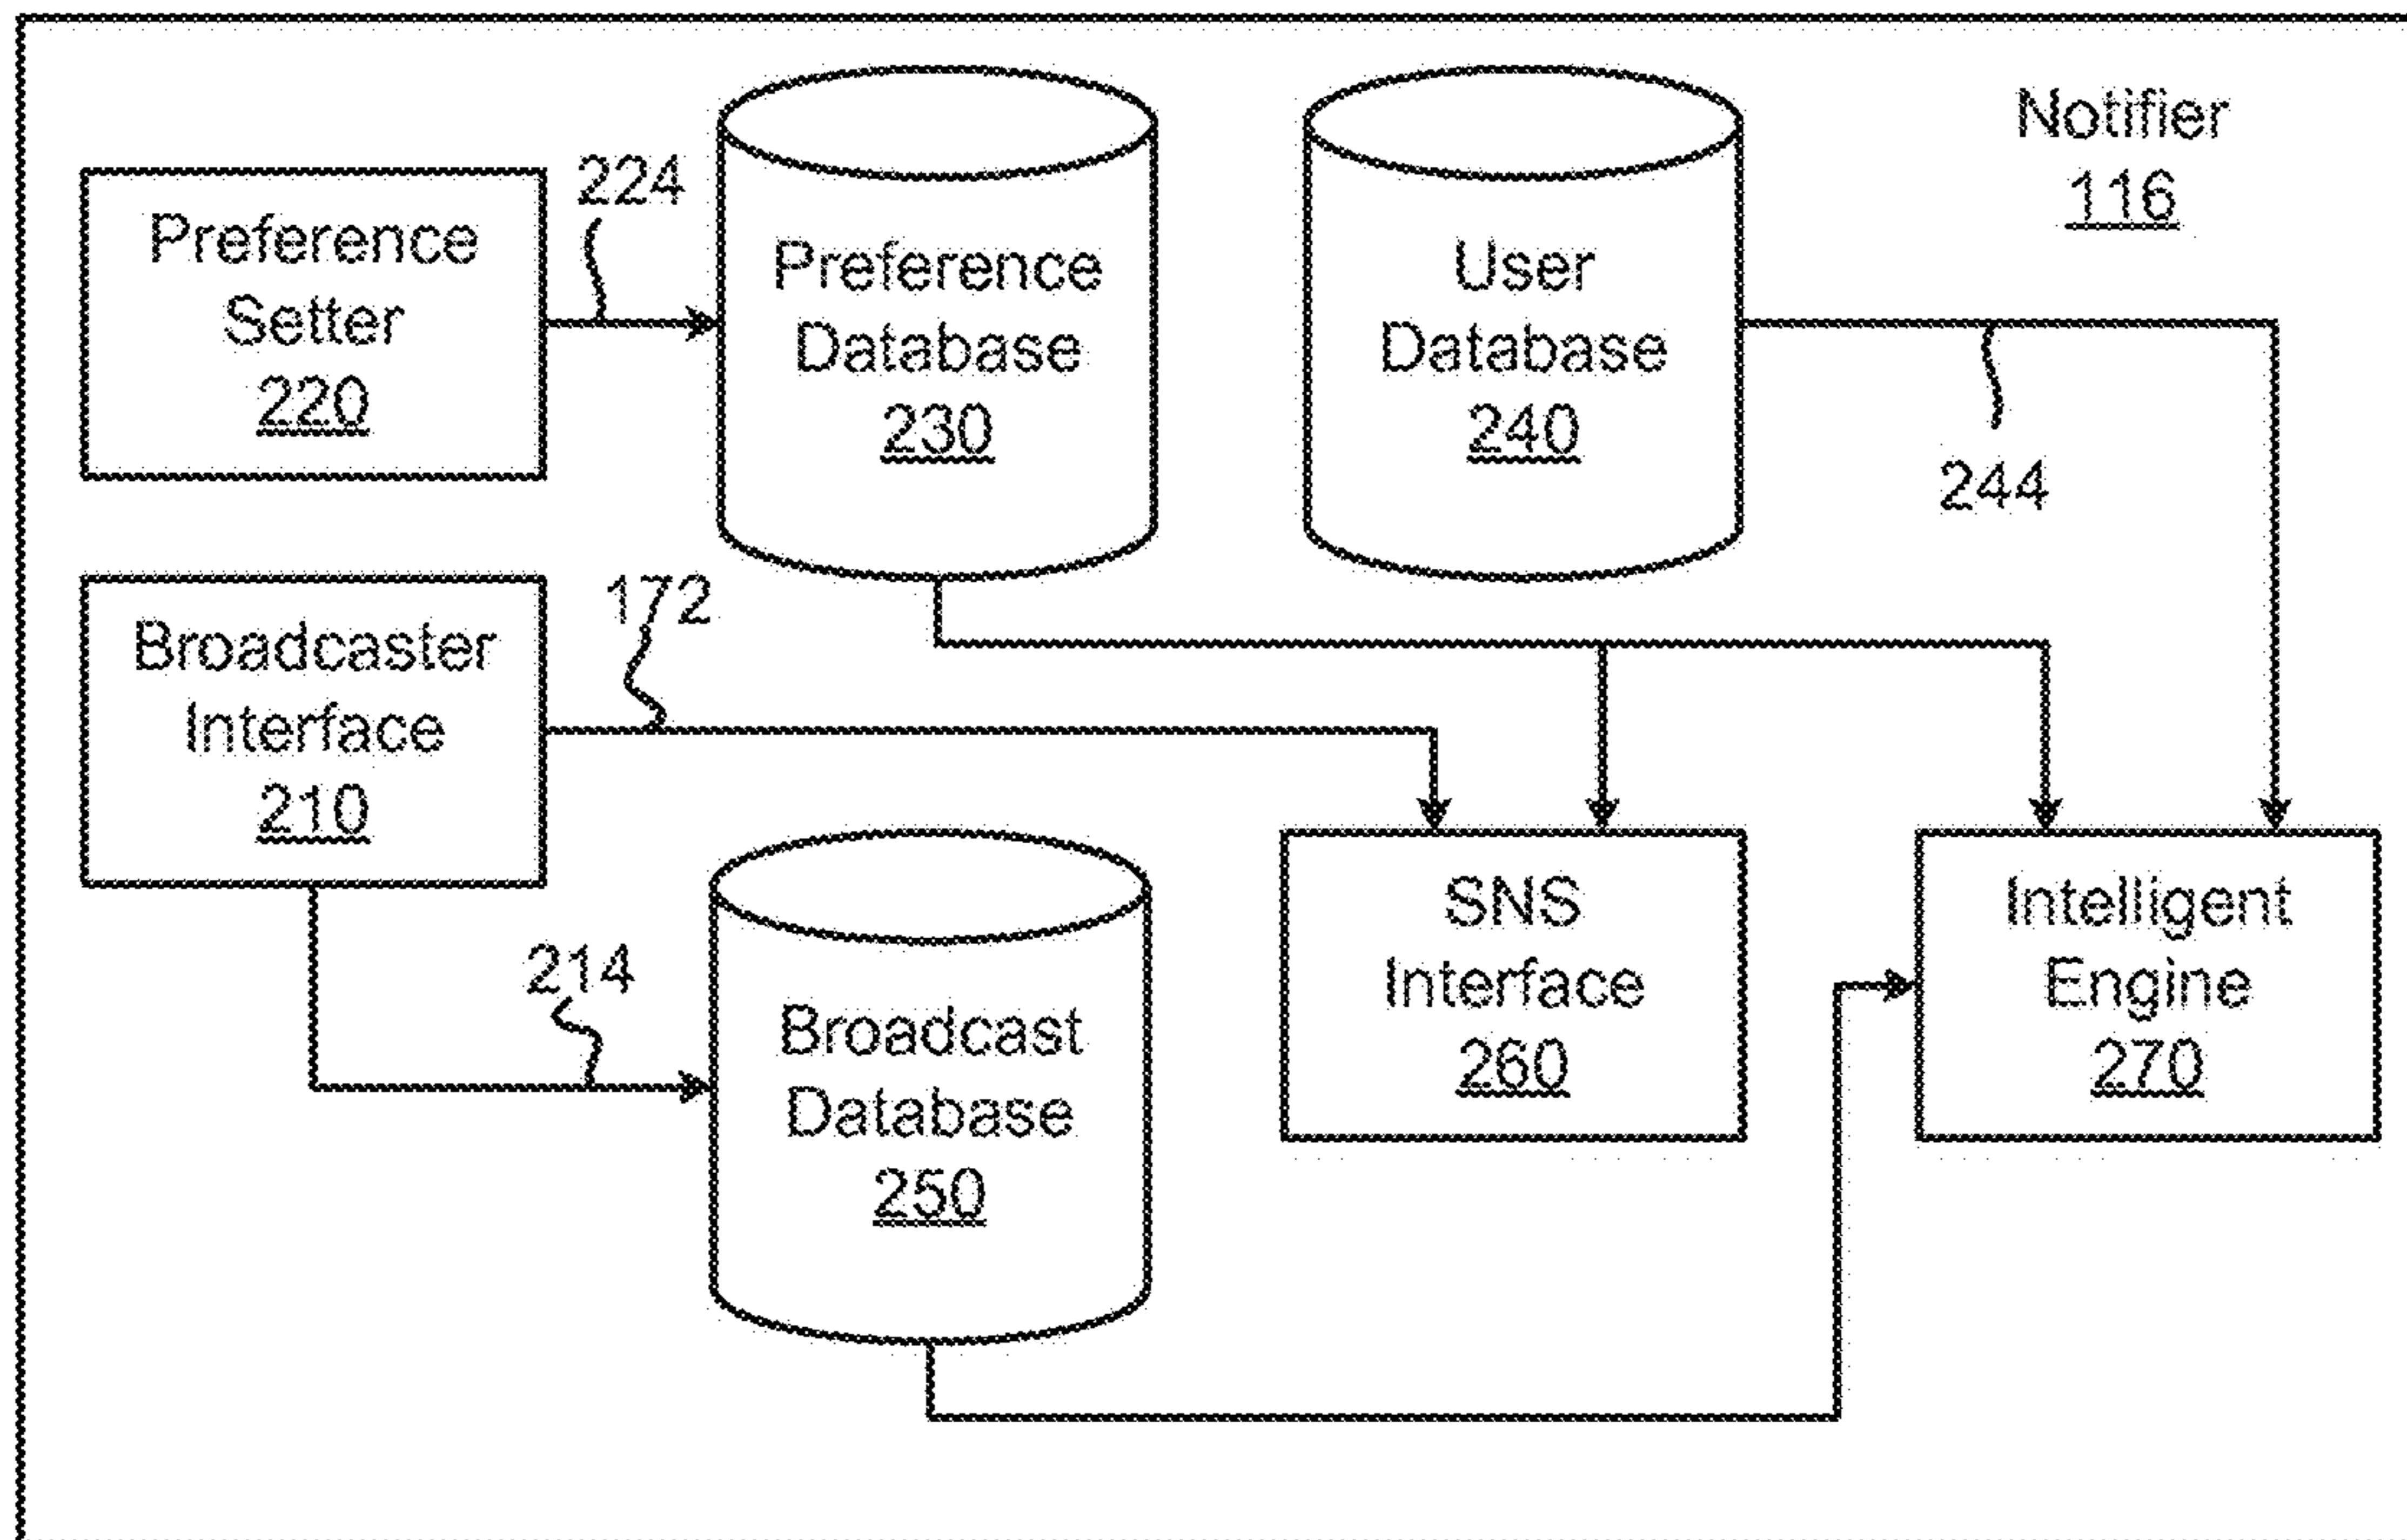 Notifier
116
Preference
Setter
220
224
Preference
Database
230
User
Database
240
244
Broadcaster
Interface
210
172
214
Broadcast
Database
250
SNS
Interface
260
Intelligent
Engine
270